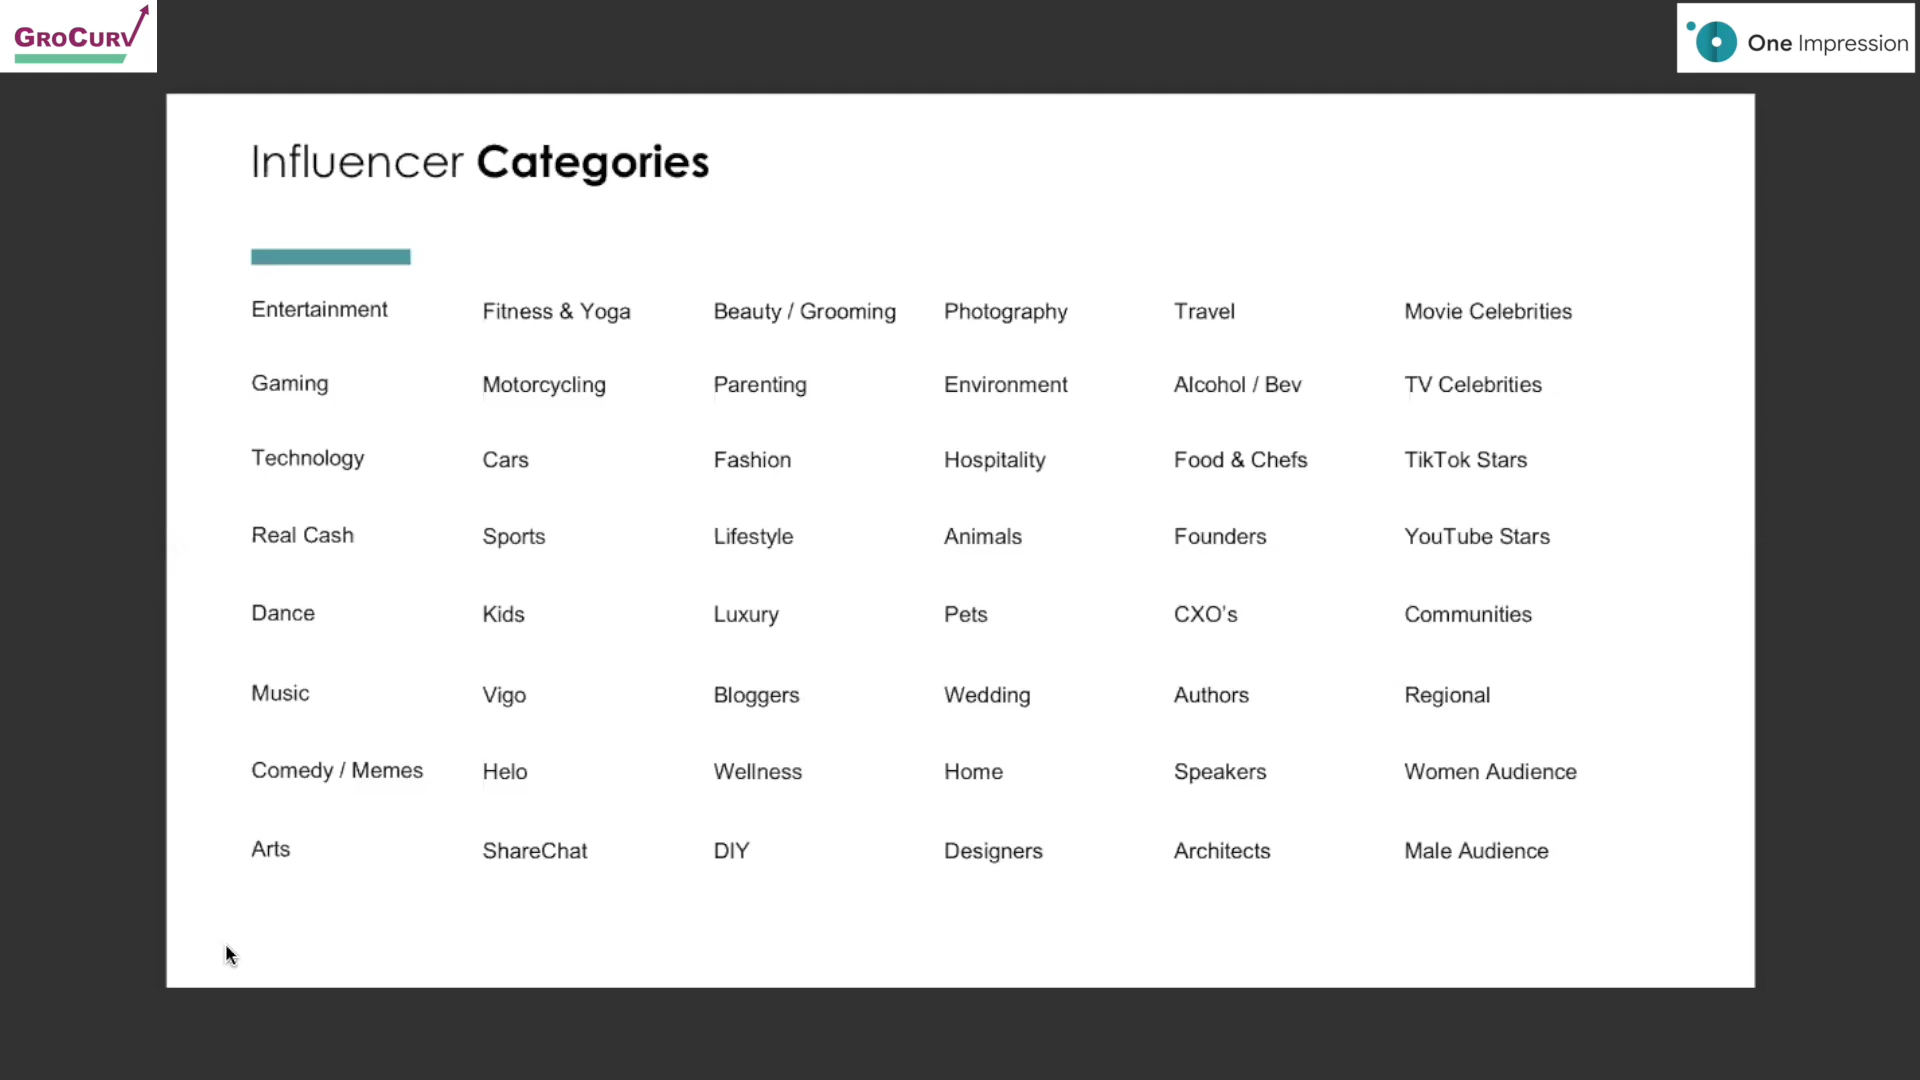 GROCURV
One Impression
Influencer Categories
Entertainment Fitness & Yoga Beauty / Grooming Photography Travel Movie Celebrities
Gaming Motorcycling Parenting Environment Alcohol / Bev TV Celebrities
Technology Cars Fashion Hospitality Food & Chefs TikTok Stars
Real Cash Sports Lifestyle Animals Founders YouTube Stars
Dance Kids Luxury Pets CXO's Communities
Music Vigo Bloggers Wedding Authors Regional
Comedy / Memes Helo Wellness Home Speakers Women Audience
Arts ShareChat DIY Designers Architects Male Audience